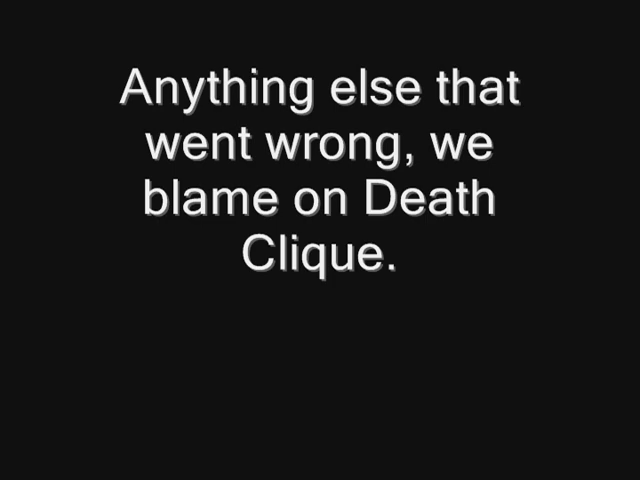 Anything else that
went wrong, we
blame on Death
Clique.